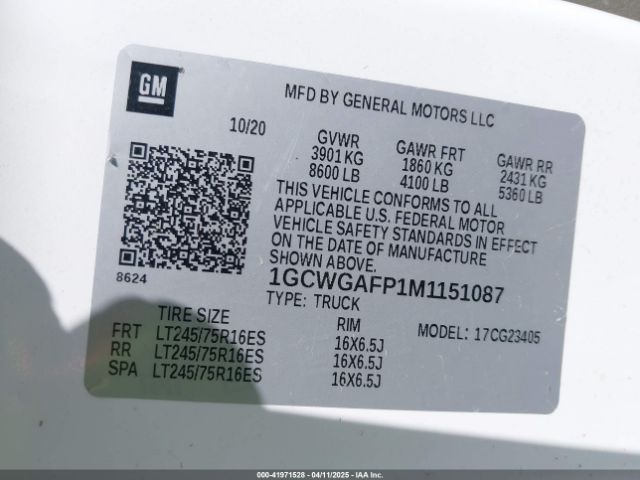 GM
MFD BY GENERAL MOTORS LLC
10/20
GVWR GAWR FRT GAWR RR
3901 KG 1860 KG 2431 KG
8600 LB 4100 LB 5360 LB
THIS VEHICLE CONFORMS TO ALL
APPLICABLE U.S. FEDERAL MOTOR
VEHICLE SAFETY STANDARDS IN EFFECT
ON THE DATE OF MANUFACTURE
SHOWN ABOVE.
8624
1GCWGAFP1M1151087
TYPE: TRUCK
MODEL: 17CG23405
TIRE SIZE RIM
FRT LT245/75R16ES 16X6.5J
RR LT245/75R16ES 16X6.5J
SPA LT245/75R16ES 16X6.5J
000-41971528 - 04/11/2025 - IAAI.COM